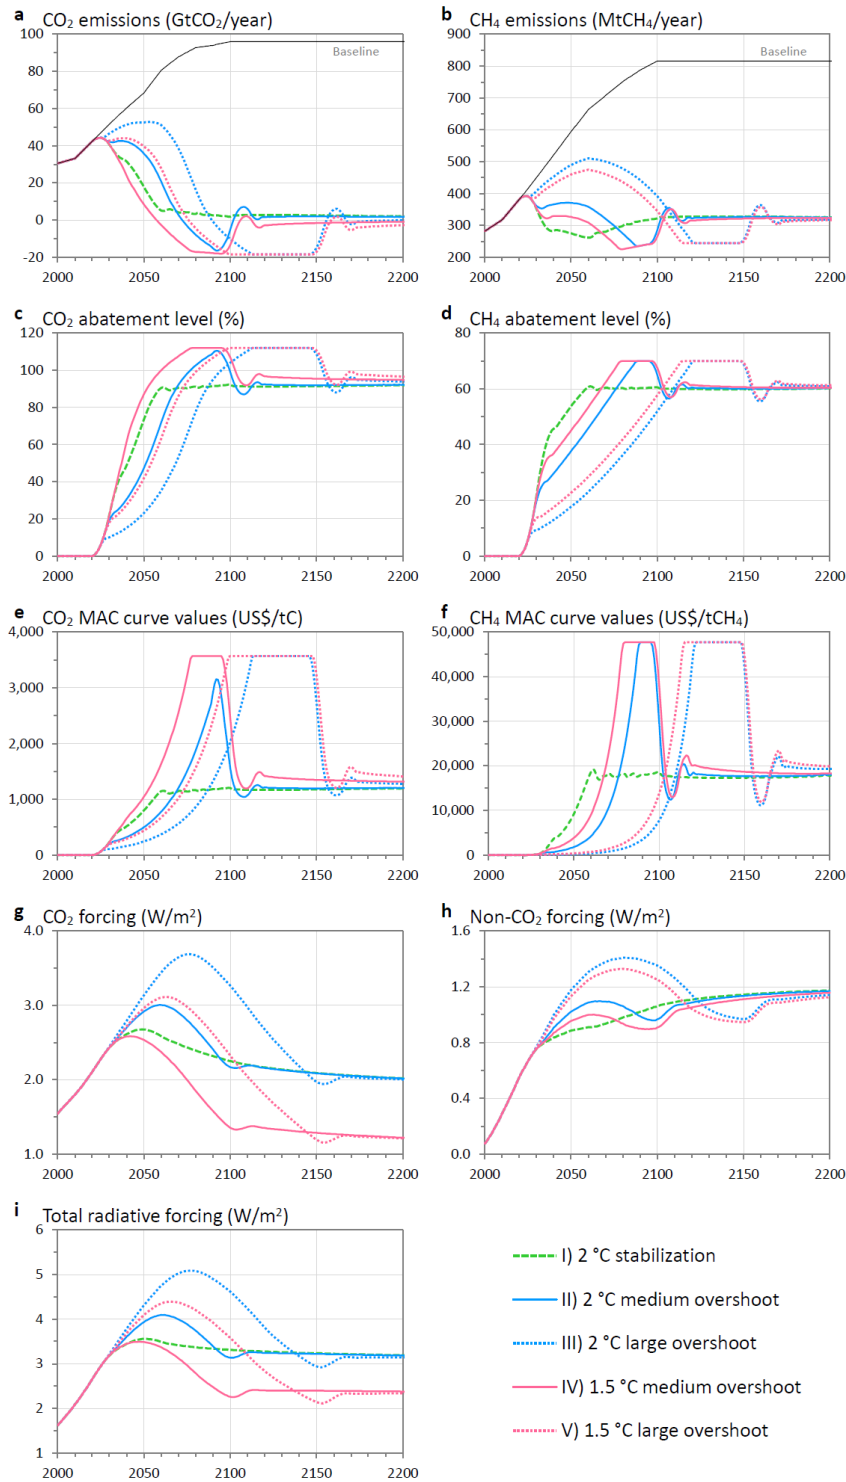 a CO₂ emissions (GtCO₂/year)
120
100
80
60
40
20
0
-20
Baseline
2000 2050 2100 2150 2200
b CH₄ emissions (MtCH₄/year)
900
800
700
600
500
400
300
200
Baseline
2000 2050 2100 2150 2200
c CO₂ abatement level (%)
120
100
80
60
40
20
0
2000 2050 2100 2150 2200
d CH₄ abatement level (%)
80
60
40
20
0
2000 2050 2100 2150 2200
e CO₂ MAC curve values (US$/tC)
4,000
3,000
2,000
1,000
0
2000 2050 2100 2150 2200
f CH₄ MAC curve values (US$/tCH₄)
50,000
40,000
30,000
20,000
10,000
0
2000 2050 2100 2150 2200
g CO₂ forcing (W/m²)
4.0
3.0
2.0
1.0
2000 2050 2100 2150 2200
h Non-CO₂ forcing (W/m²)
1.6
1.2
0.8
0.4
0.0
2000 2050 2100 2150 2200
i Total radiative forcing (W/m²)
6
5
4
3
2
1
2000 2050 2100 2150 2200
I) 2 °C stabilization
II) 2 °C medium overshoot
III) 2 °C large overshoot
IV) 1.5 °C medium overshoot
V) 1.5 °C large overshoot